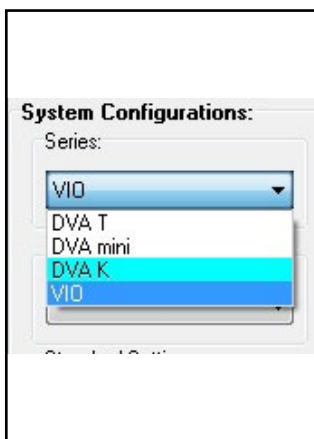 System Configurations:
Series:
VIO
DVA T
DVA mini
DVA K
VIO